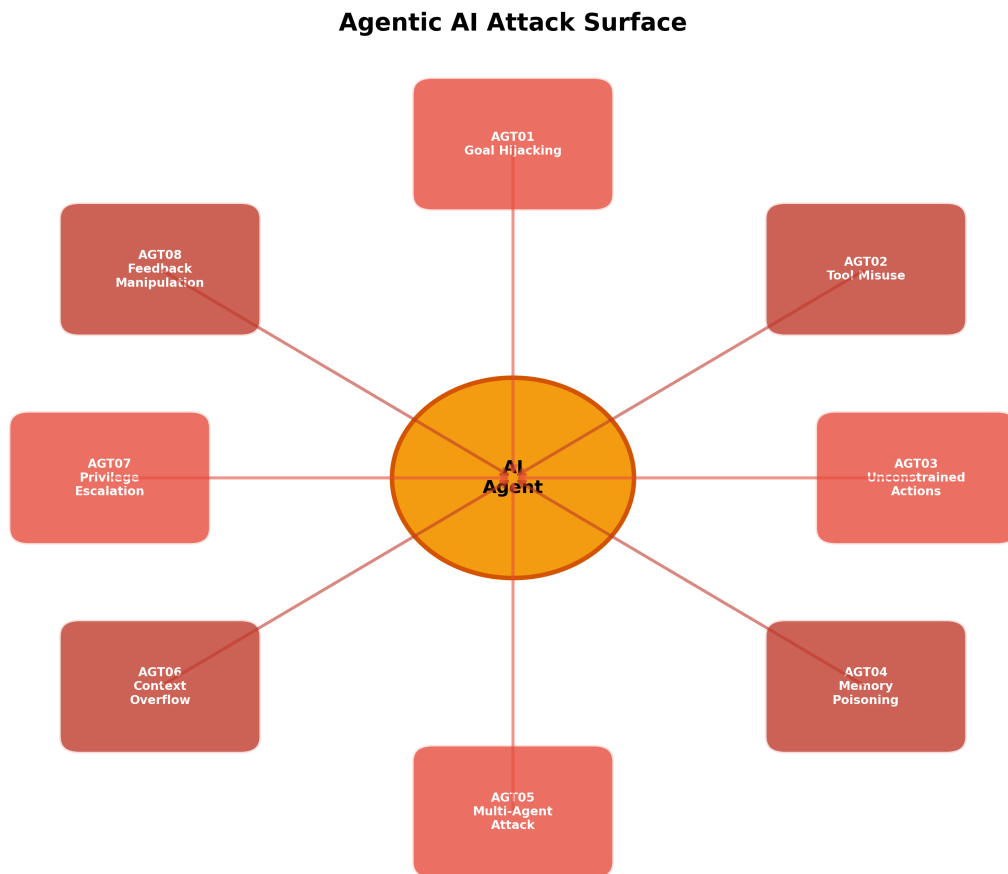 Agentic AI Attack Surface
AGT01
Goal Hijacking
AGT08
Feedback
Manipulation
AGT02
Tool Misuse
AGT07
Privilege
Escalation
AI
Agent
AGT03
Unconstrained
Actions
AGT06
Context
Overflow
AGT04
Memory
Poisoning
AGT05
Multi-Agent
Attack